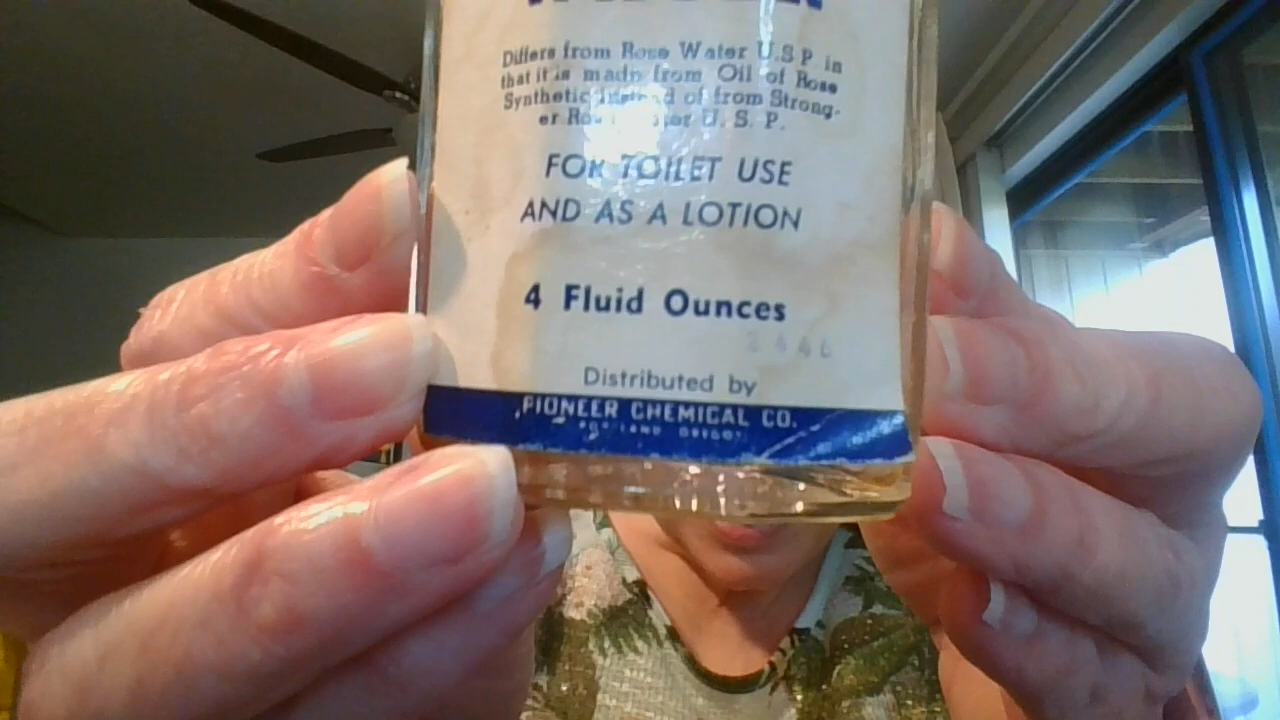 Differs from Rose Water U.S.P in
that it is made from Oil of Rose
Synthetic instead of from Strong-
er Rose Water U. S. P.
FOR TOILET USE
AND AS A LOTION
4 Fluid Ounces
2446
Distributed by
PIONEER CHEMICAL CO.
PORTLAND OREGON